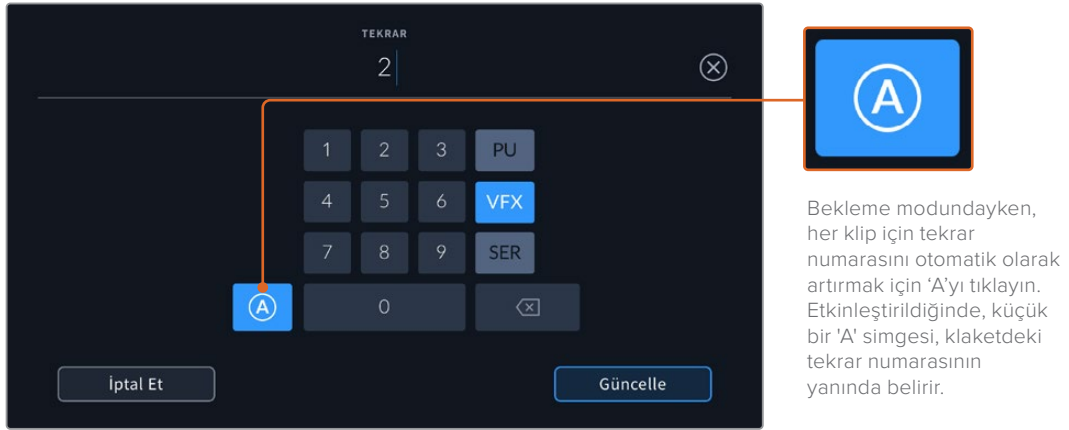 TEKRAR
2
1 2 3 PU
4 5 6 VFX
7 8 9 SER
A 0
İptal Et Güncelle
A
Bekleme modundayken,
her klip için tekrar
numarasını otomatik olarak
artırmak için ‘A’yı tıklayın.
Etkinleştirildiğinde, küçük
bir 'A' simgesi, klaketdeki
tekrar numarasının
yanında belirir.